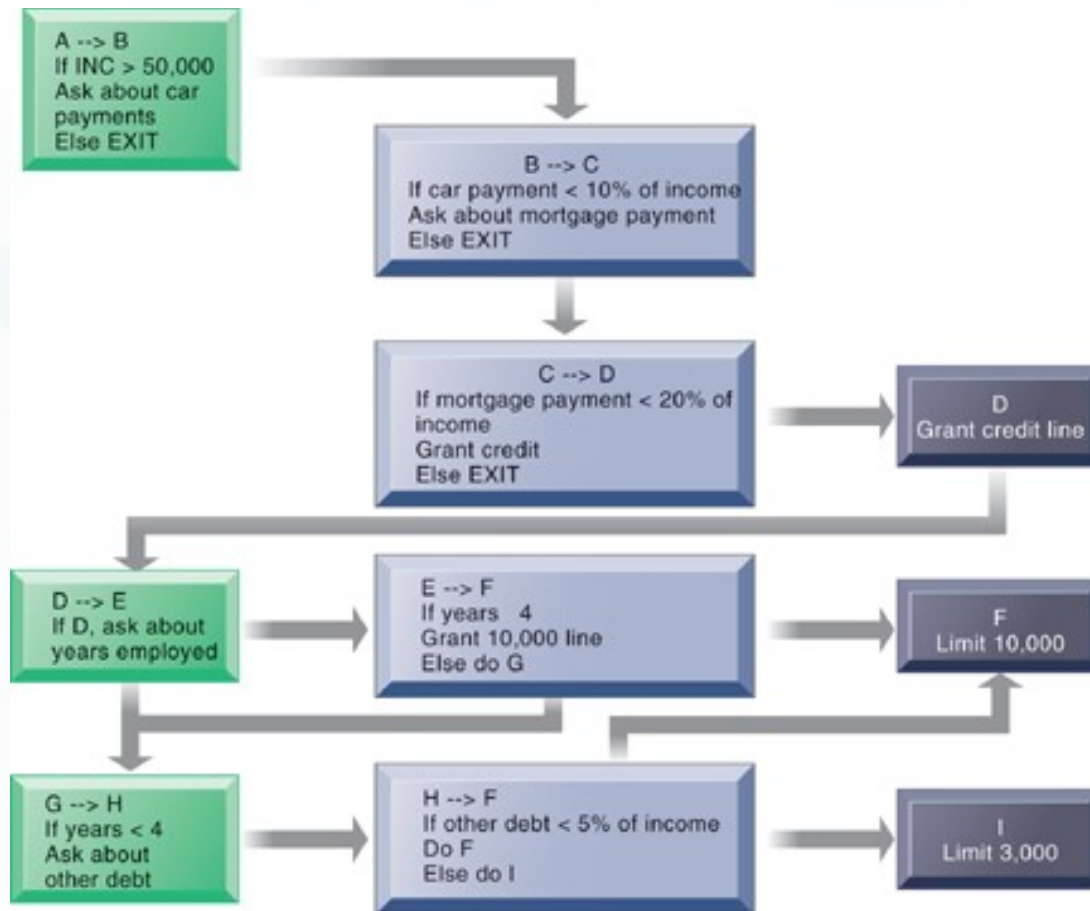 A --> B
If INC > 50,000
Ask about car
payments
Else EXIT
B --> C
If car payment < 10% of income
Ask about mortgage payment
Else EXIT
C --> D
If mortgage payment < 20% of
income
Grant credit
Else EXIT
D
Grant credit line
D --> E
If D, ask about
years employed
E --> F
If years 4
Grant 10,000 line
Else do G
F
Limit 10,000
G --> H
If years < 4
Ask about
other debt
H --> F
If other debt < 5% of income
Do F
Else do I
I
Limit 3,000